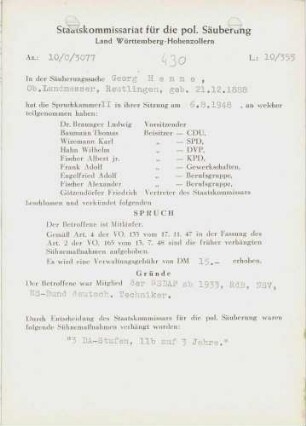 Staatskommissariat für die pol. Säuberung
Land Württemberg-Hohenzollern
Az.: 10/C/3077
430
L.: 10/355
In der Säuberungssache Georg Henne,
Ob.Landmesser, Reutlingen, geb. 21.12.1888
hat die Spruchkammer II in ihrer Sitzung am 6.8.1948, an welcher
teilgenommen haben:
Dr. Ludwig Vorsitzender
Baumann Thomas Beisitzer — CDU,
Wizemann Karl „ — SPD,
Hahn Wilhelm „ — DVP,
Fischer Albert jr. „ — KPD,
Frank Adolf „ — Gewerkschaften,
Engelfried Adolf „ — Berufsgruppe,
Fischer Alexander „ — Berufsgruppe,
Götzendörfer Friedrich Vertreter des Staatskommissars
beschlossen und verkündet folgenden
SPRUCH
Der Betroffene ist Mitläufer.
Gemäß Art. 4 der VO. 133 vom 17. 11. 47 in der Fassung des
Art. 2 der VO. 165 vom 13. 7. 48 sind die früher verhängten
Sühnemaßnahmen aufgehoben.
Es wird eine Verwaltungsgebühr von DM 15.— erhoben.
Gründe
Der Betroffene war Mitglied der NSDAP ab 1933, RdB, NSV,
NS-Bund deutsch. Techniker.
Durch Entscheidung des Staatskommissars für die pol. Säuberung waren
folgende Sühnemaßnahmen verhängt worden:
"3 DA-Stufen, 11b auf 3 Jahre."